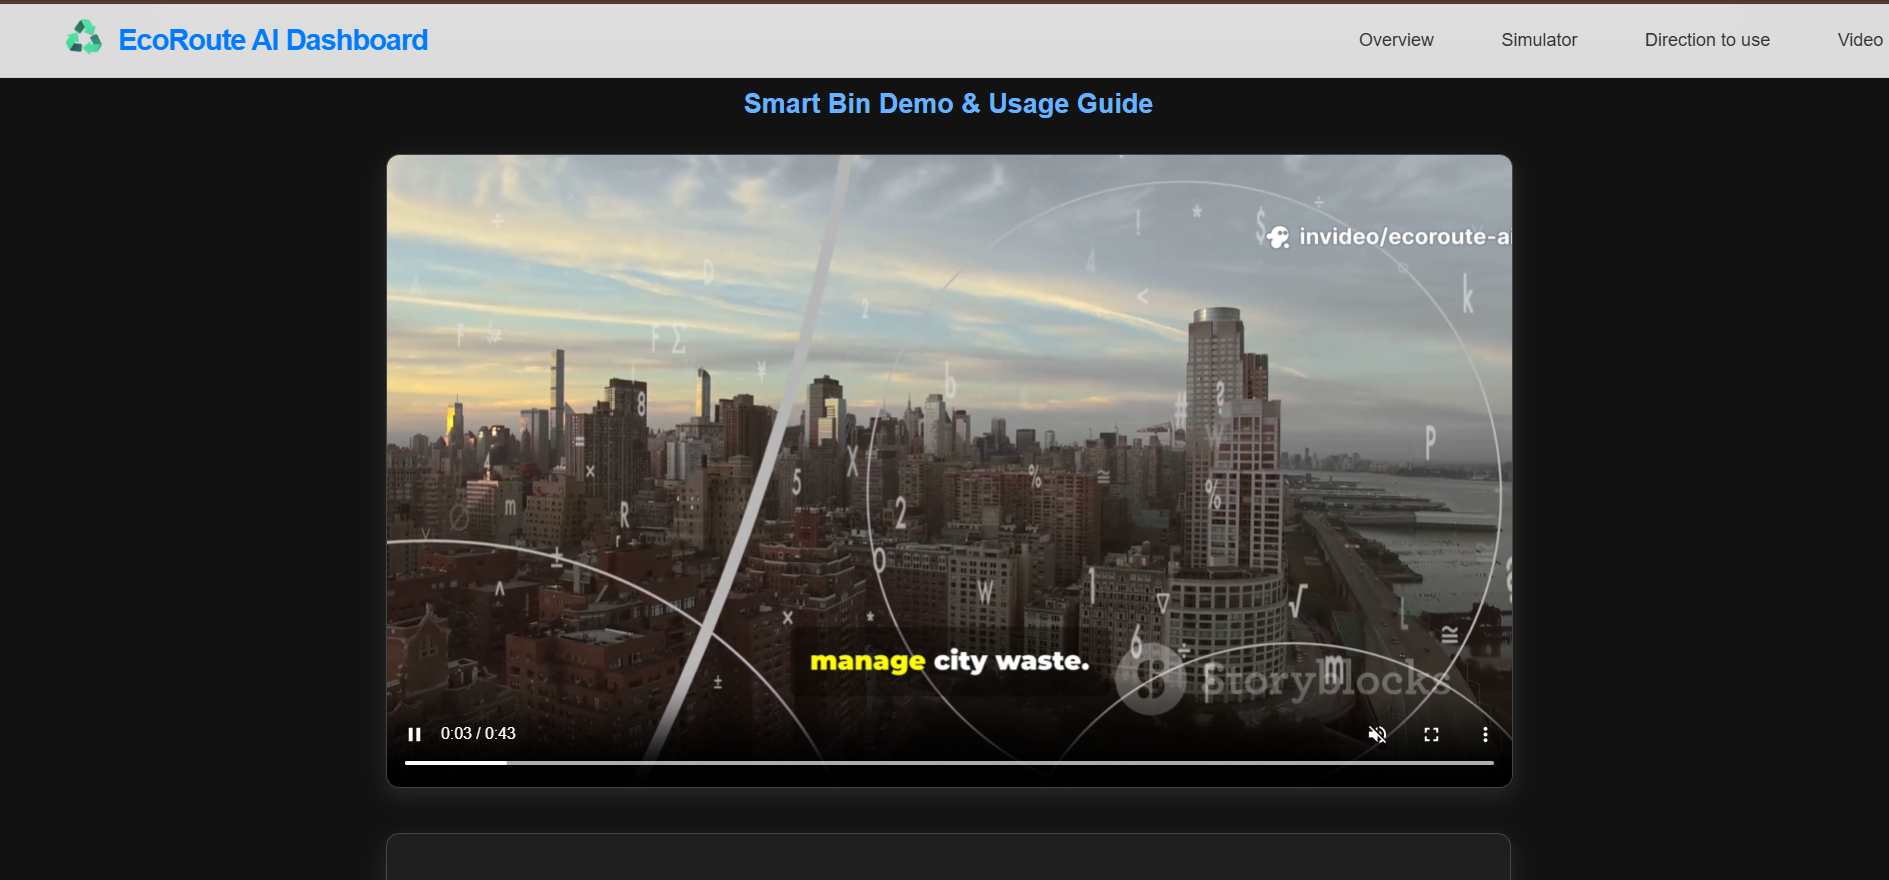 EcoRoute AI Dashboard
Overview
Simulator
Direction to use
Video
Smart Bin Demo & Usage Guide
invideo/ecoroute-ai
manage city waste.
Storyblocks
0:03 / 0:43